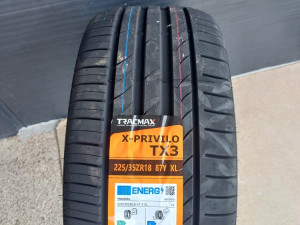 TRACMAX
X-PRIVILO
TX3
225/35ZR18 87Y XL
ENERG